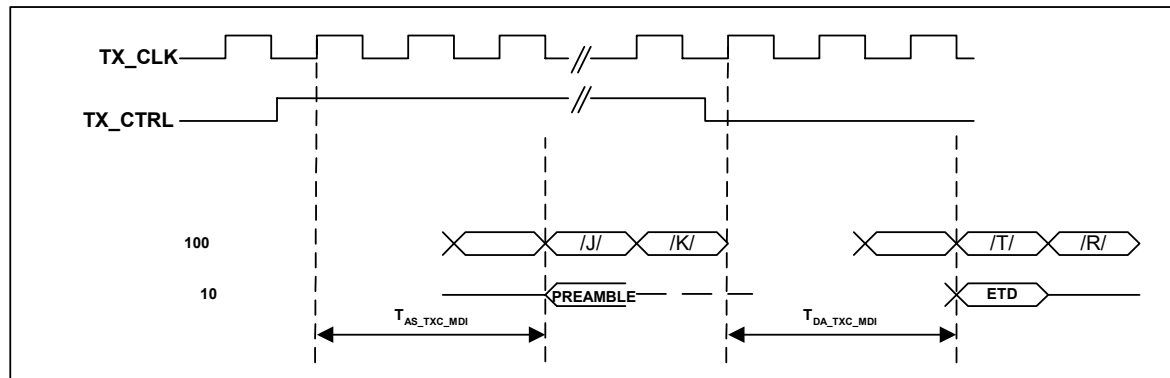 TX_CLK
TX_CTRL
100 /J/ /K/ /T/ /R/
10 PREAMBLE ETD
TAS_TXC_MDI TDA_TXC_MDI